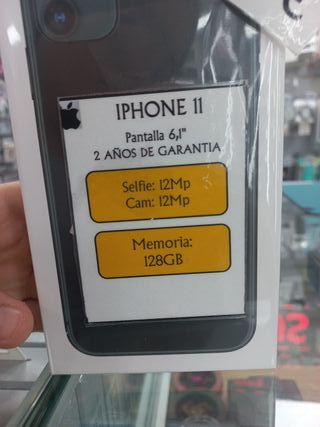 IPHONE 11
Pantalla 6,1"
2 AÑOS DE GARANTIA
Selfie: 12Mp
Cam: 12Mp
Memoria:
128GB